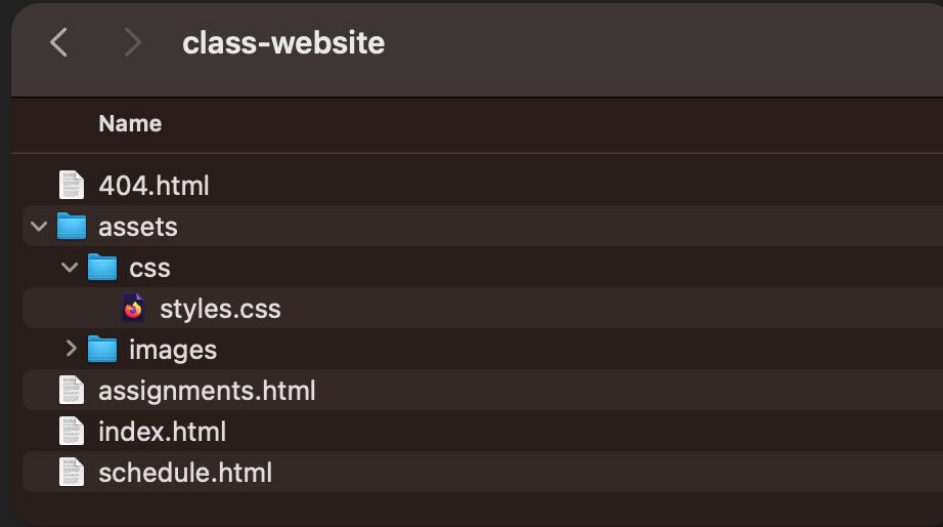 class-website
Name
404.html
assets
css
styles.css
images
assignments.html
index.html
schedule.html